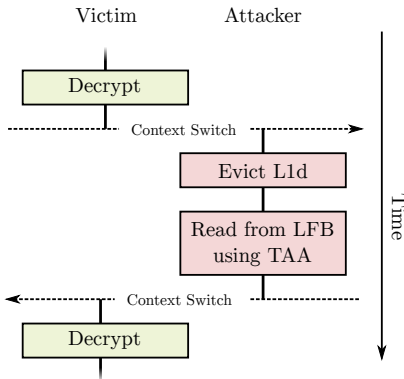 Victim
Attacker
Decrypt
Context Switch
Evict L1d
Read from LFB
using TAA
Time
Context Switch
Decrypt